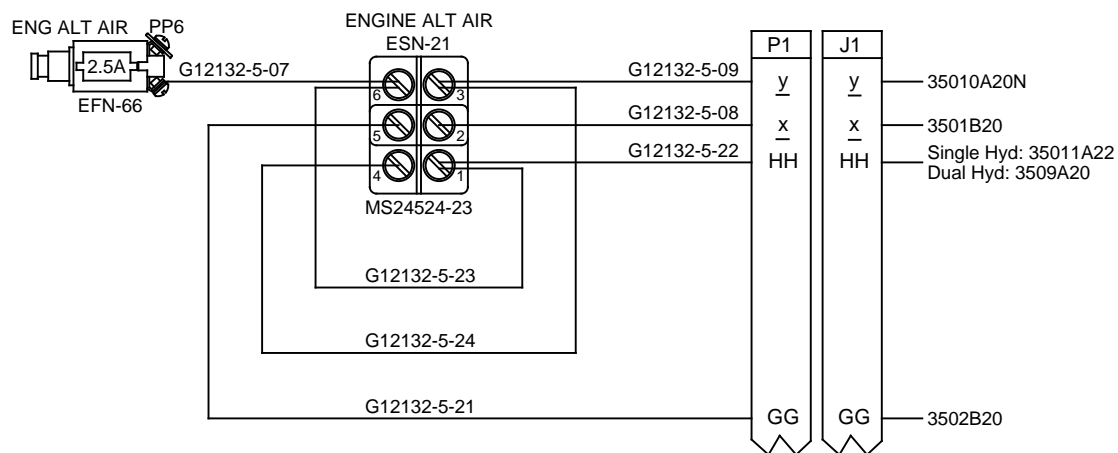 ENG ALT AIR PP6
2.5A
EFN-66
G12132-5-07
ENGINE ALT AIR
ESN-21
6 3
5 2
4 1
MS24524-23
G12132-5-09
G12132-5-08
G12132-5-22
G12132-5-23
G12132-5-24
G12132-5-21
P1 J1
y y
x x
HH HH
GG GG
35010A20N
3501B20
Single Hyd: 35011A22
Dual Hyd: 3509A20
3502B20